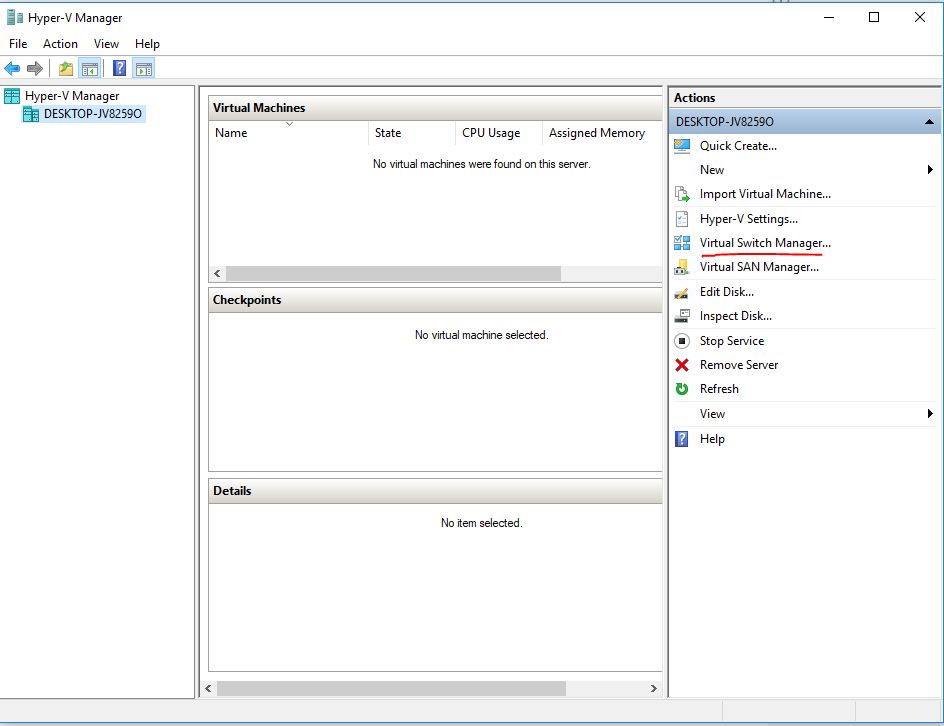 Hyper-V Manager
File Action View Help
Hyper-V Manager
DESKTOP-JV8259O
Virtual Machines
Name State CPU Usage Assigned Memory
No virtual machines were found on this server.
Checkpoints
No virtual machine selected.
Details
No item selected.
Actions
DESKTOP-JV8259O
Quick Create...
New
Import Virtual Machine...
Hyper-V Settings...
Virtual Switch Manager...
Virtual SAN Manager...
Edit Disk...
Inspect Disk...
Stop Service
Remove Server
Refresh
View
Help